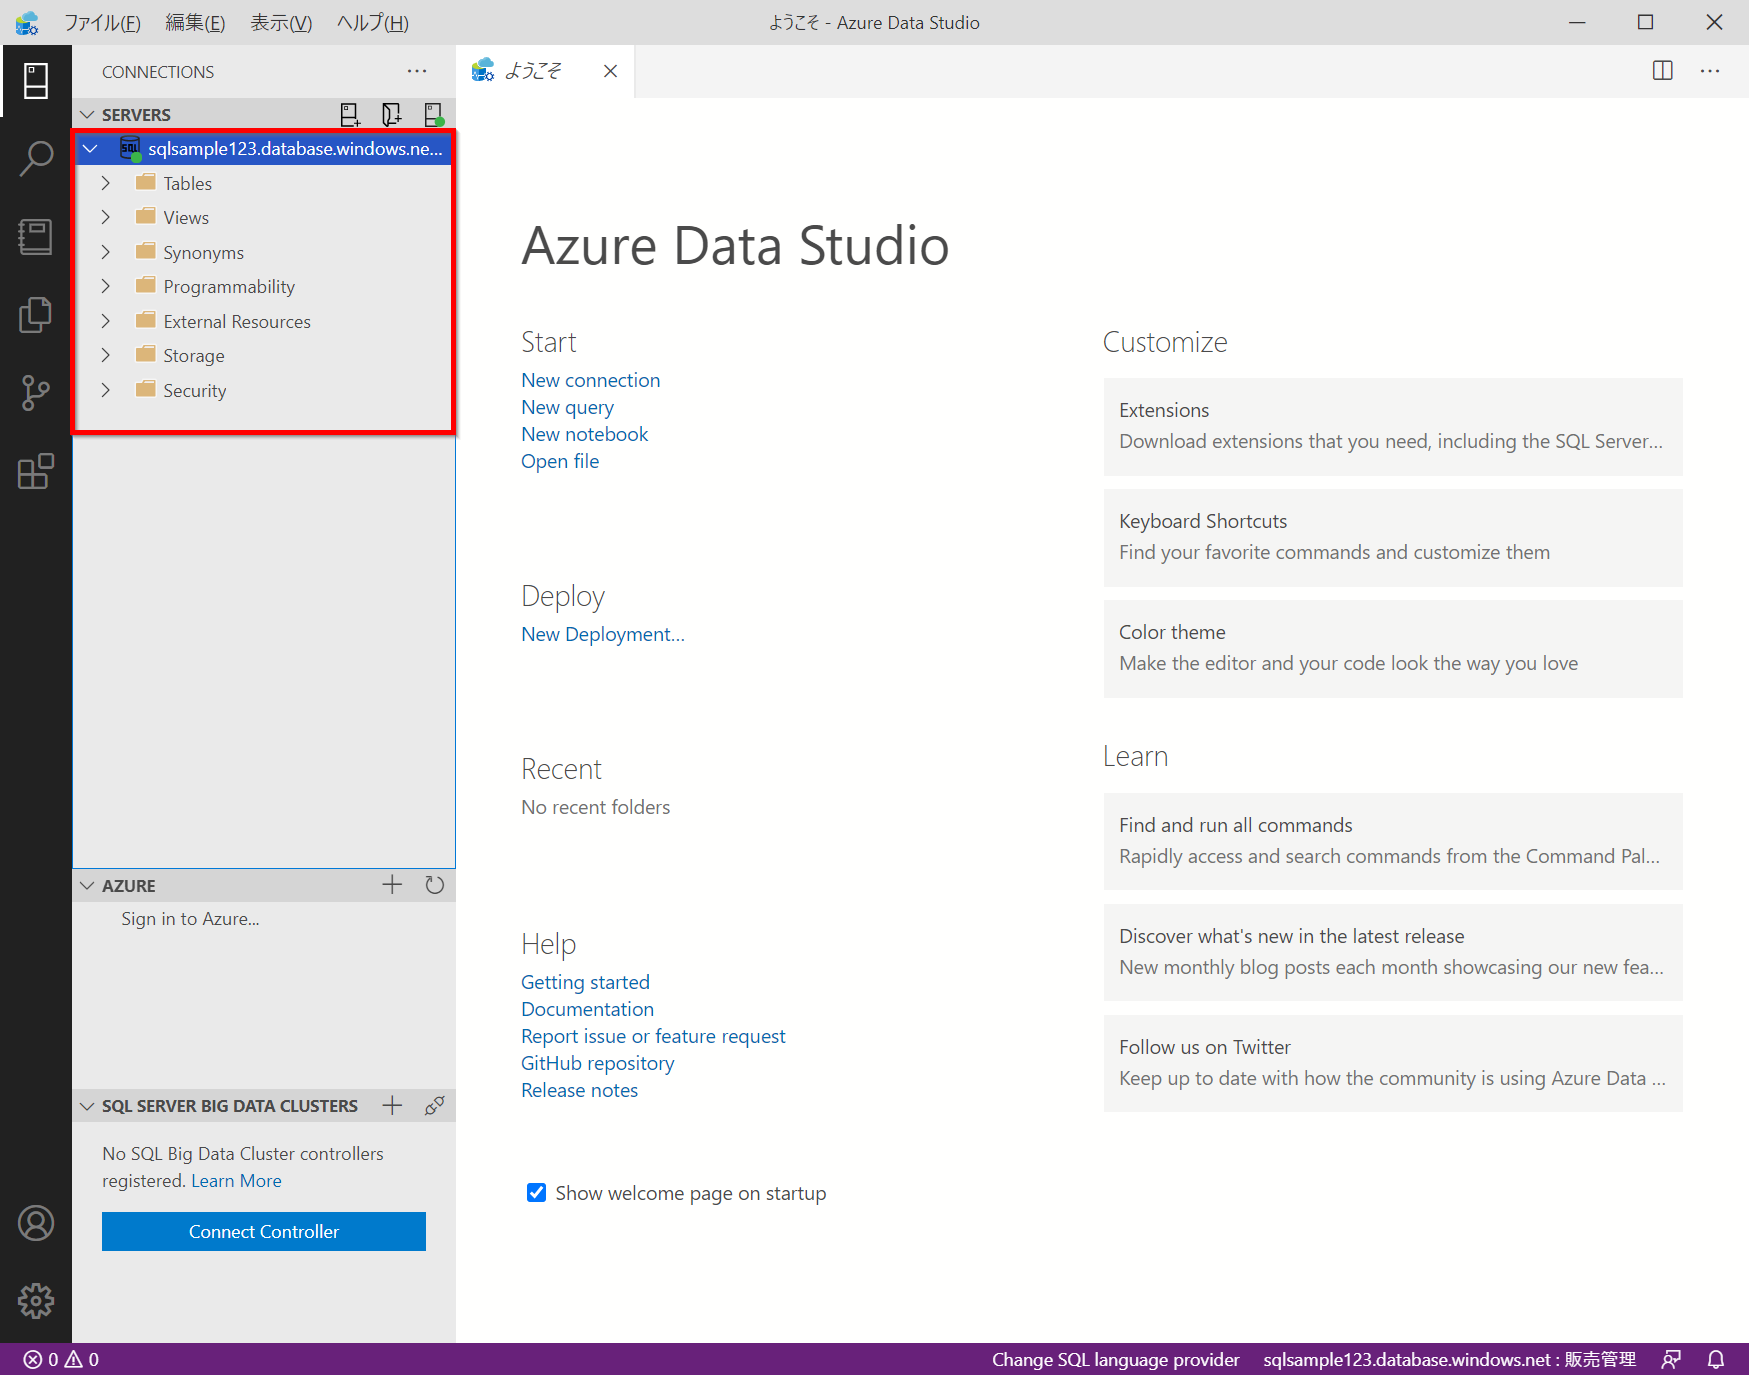 ファイル(F) 編集(E) 表示(V) ヘルプ(H)
ようこそ - Azure Data Studio
CONNECTIONS
SERVERS
SQL sqlsample123.database.windows.ne...
Tables
Views
Synonyms
Programmability
External Resources
Storage
Security
AZURE
Sign in to Azure...
SQL SERVER BIG DATA CLUSTERS
No SQL Big Data Cluster controllers
registered. Learn More
Connect Controller
ようこそ
Azure Data Studio
Start
New connection
New query
New notebook
Open file
Deploy
New Deployment...
Recent
No recent folders
Help
Getting started
Documentation
Report issue or feature request
GitHub repository
Release notes
Show welcome page on startup
Customize
Extensions
Download extensions that you need, including the SQL Server...
Keyboard Shortcuts
Find your favorite commands and customize them
Color theme
Make the editor and your code look the way you love
Learn
Find and run all commands
Rapidly access and search commands from the Command Pal...
Discover what's new in the latest release
New monthly blog posts each month showcasing our new fea...
Follow us on Twitter
Keep up to date with how the community is using Azure Data ...
0 0
Change SQL language provider sqlsample123.database.windows.net : 販売管理